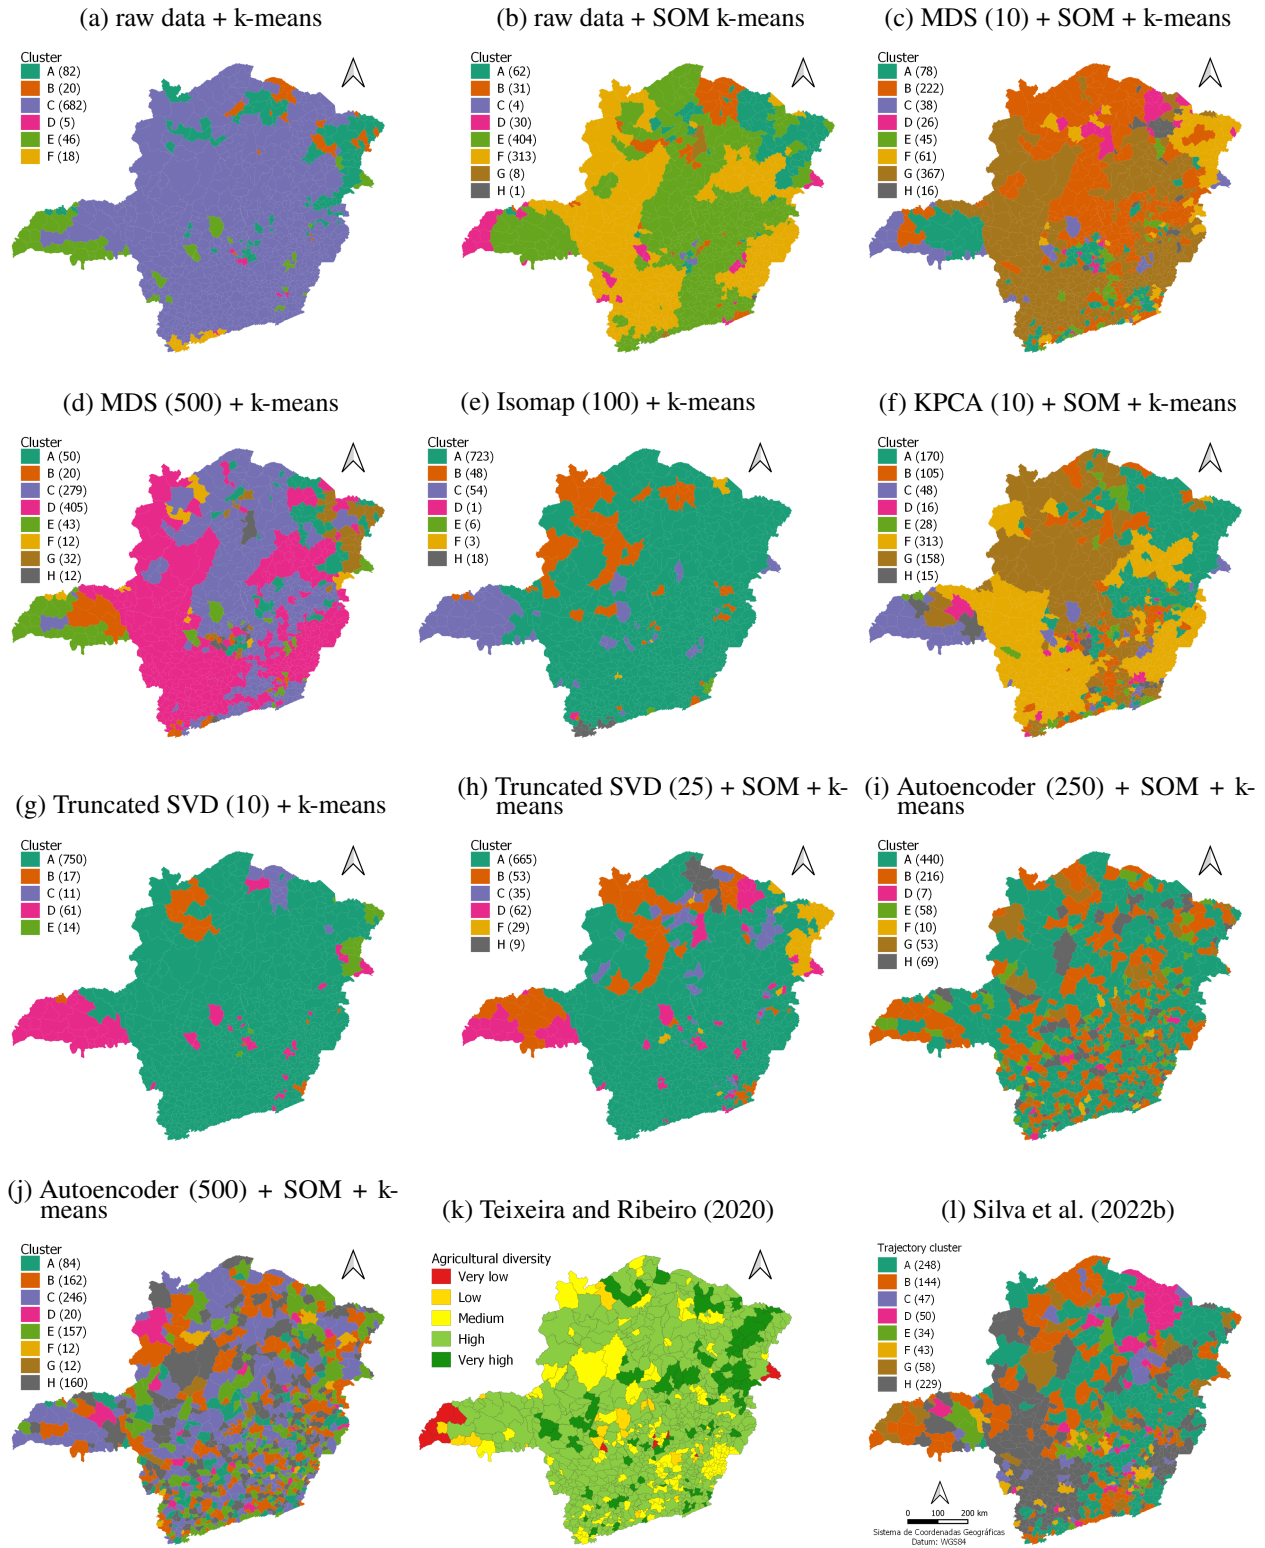 (a) raw data + k-means
(b) raw data + SOM k-means
(c) MDS (10) + SOM + k-means
Cluster
A (82)
B (20)
C (682)
D (5)
E (46)
F (18)
Cluster
A (62)
B (31)
C (4)
D (30)
E (404)
F (313)
G (8)
H (1)
Cluster
A (78)
B (222)
C (38)
D (26)
E (45)
F (61)
G (367)
H (16)
(d) MDS (500) + k-means
(e) Isomap (100) + k-means
(f) KPCA (10) + SOM + k-means
Cluster
A (50)
B (20)
C (279)
D (405)
E (43)
F (12)
G (32)
H (12)
Cluster
A (723)
B (48)
C (54)
D (1)
E (6)
F (3)
H (18)
Cluster
A (170)
B (105)
C (48)
D (16)
E (28)
F (313)
G (158)
H (15)
(g) Truncated SVD (10) + k-means
(h) Truncated SVD (25) + SOM + k-
means
(i) Autoencoder (250) + SOM + k-
means
Cluster
A (750)
B (17)
C (11)
D (61)
E (14)
Cluster
A (665)
B (53)
C (35)
D (62)
F (29)
H (9)
Cluster
A (440)
B (216)
D (7)
E (58)
F (10)
G (53)
H (69)
(j) Autoencoder (500) + SOM + k-
means
(k) Teixeira and Ribeiro (2020)
(l) Silva et al. (2022b)
Cluster
A (84)
B (162)
C (246)
D (20)
E (157)
F (12)
G (12)
H (160)
Agricultural diversity
Very low
Low
Medium
High
Very high
Trajectory cluster
A (248)
B (144)
C (47)
D (50)
E (34)
F (43)
G (58)
H (229)
0 100 200 km
Sistema de Coordenadas Geográficas
Datum: WGS84